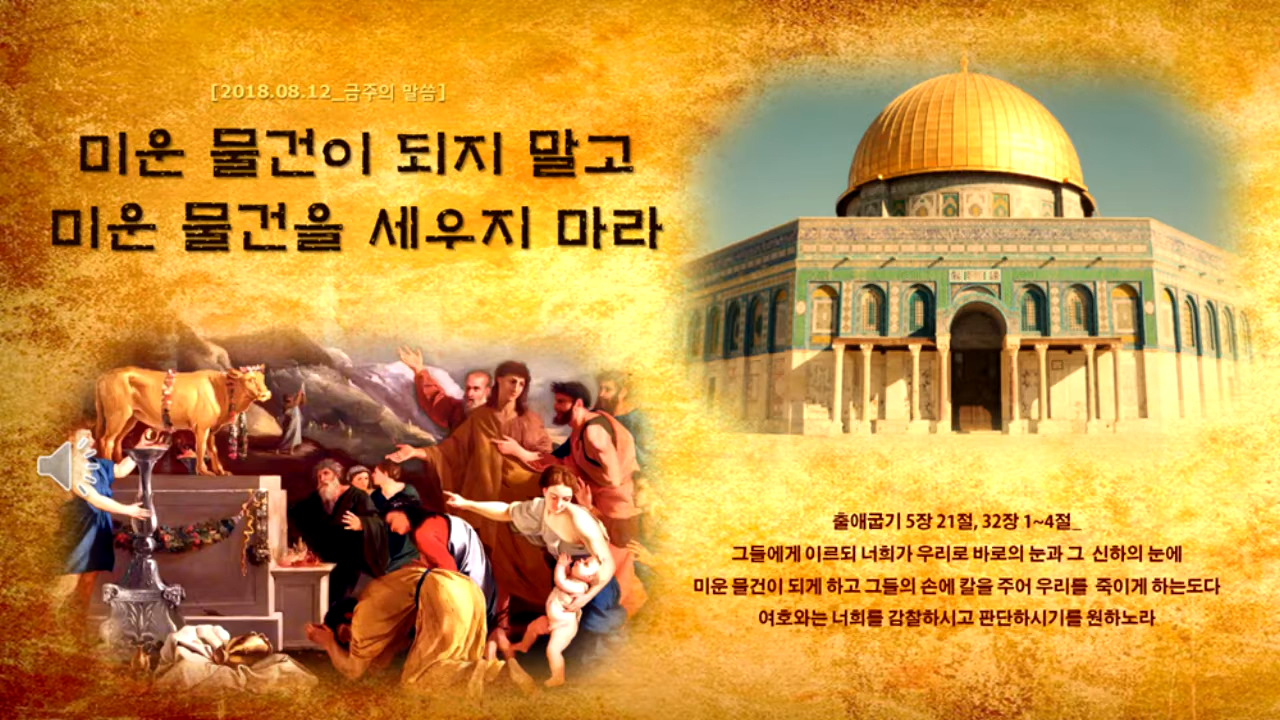 [2018.08.12_금주의 말씀]
미운 물건이 되지 말고
미운 물건을 세우지 마라
출애굽기 5장 21절, 32장 1~4절_
그들에게 이르되 너희가 우리로 바로의 눈과 그 신하의 눈에
미운 물건이 되게 하고 그들의 손에 칼을 주어 우리를 죽이게 하는도다
여호와는 너희를 감찰하시고 판단하시기를 원하노라